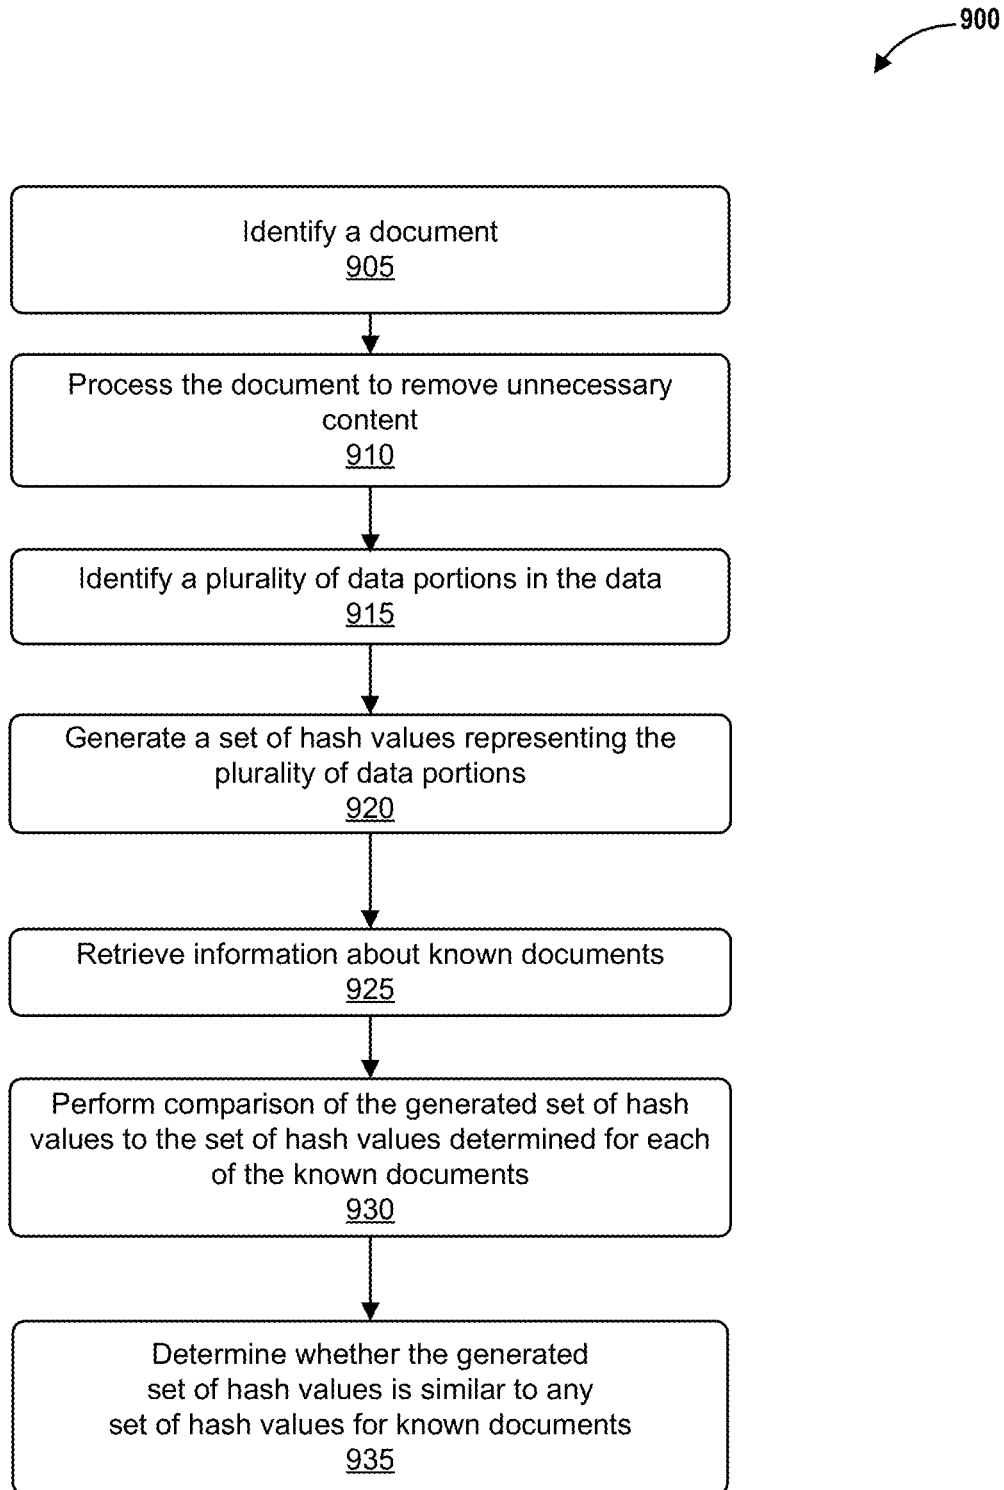 900
Identify a document
905
Process the document to remove unnecessary
content
910
Identify a plurality of data portions in the data
915
Generate a set of hash values representing the
plurality of data portions
920
Retrieve information about known documents
925
Perform comparison of the generated set of hash
values to the set of hash values determined for each
of the known documents
930
Determine whether the generated
set of hash values is similar to any
set of hash values for known documents
935